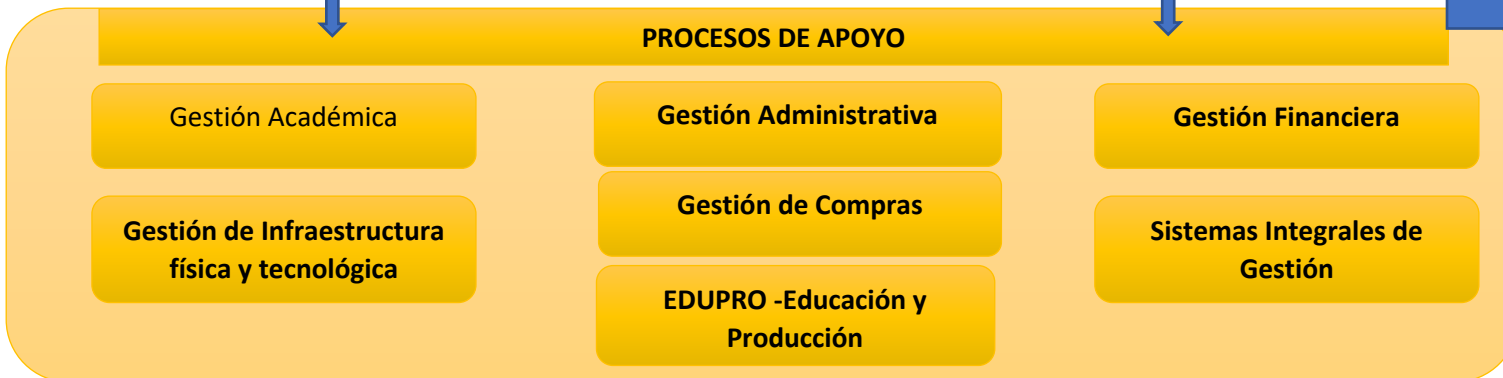 PROCESOS DE APOYO
Gestión Académica
Gestión Administrativa
Gestión Financiera
Gestión de Infraestructura
física y tecnológica
Gestión de Compras
Sistemas Integrales de
Gestión
EDUPRO -Educación y
Producción